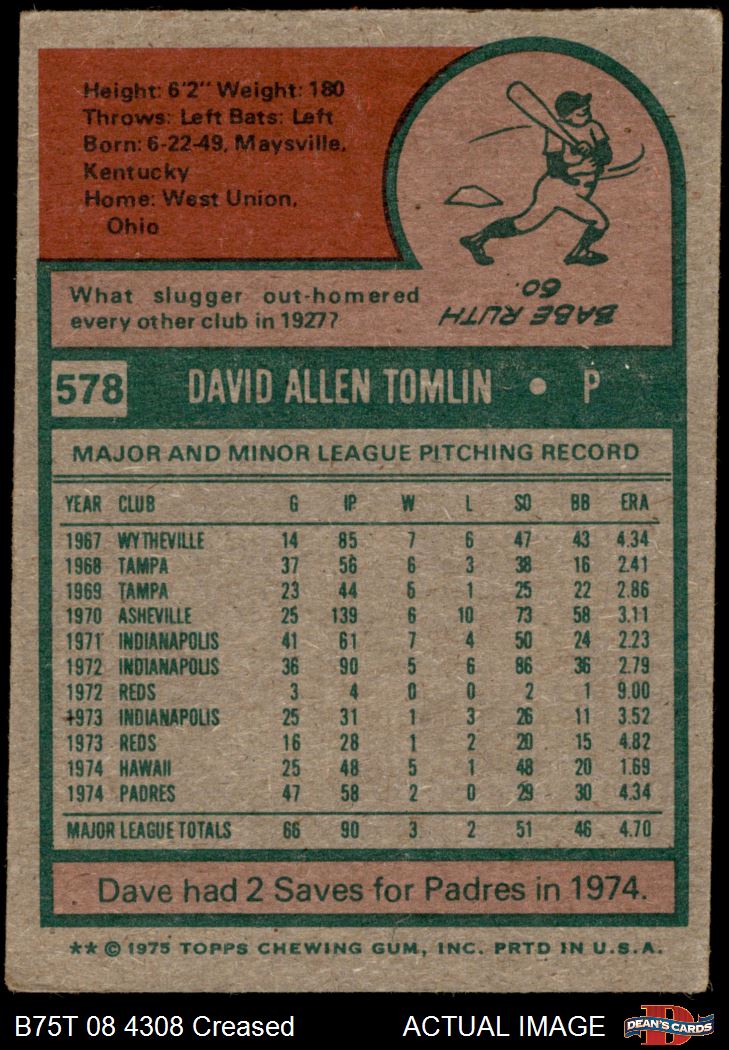 Height: 6'2" Weight: 180
Throws: Left Bats: Left
Born: 6-22-49, Maysville,
Kentucky
Home: West Union,
Ohio
What slugger out-homered
every other club in 1927?
BABE RUTH
60.
578 DAVID ALLEN TOMLIN • P
MAJOR AND MINOR LEAGUE PITCHING RECORD
YEAR CLUB G IP W L SO BB ERA
1967 WYTHEVILLE 14 85 7 6 47 43 4.34
1968 TAMPA 37 56 6 3 38 16 2.41
1969 TAMPA 23 44 5 1 25 22 2.86
1970 ASHEVILLE 25 139 6 10 73 58 3.11
1971 INDIANAPOLIS 41 61 7 4 50 24 2.23
1972 INDIANAPOLIS 36 90 5 6 86 36 2.79
1972 REDS 3 4 0 0 2 1 9.00
1973 INDIANAPOLIS 25 31 1 3 26 11 3.52
1973 REDS 16 28 1 2 20 15 4.82
1974 HAWAII 25 48 5 1 48 20 1.69
1974 PADRES 47 58 2 0 29 30 4.34
MAJOR LEAGUE TOTALS 66 90 3 2 51 46 4.70
Dave had 2 Saves for Padres in 1974.
** © 1975 TOPPS CHEWING GUM, INC. PRTD IN U.S.A.
B75T 08 4308 Creased ACTUAL IMAGE
D
DEAN'S CARDS